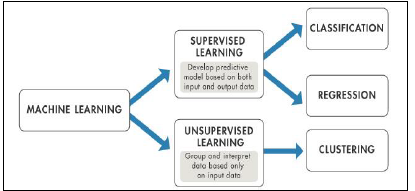 MACHINE LEARNING
SUPERVISED
LEARNING
Develop predictive
model based on both
input and output data
CLASSIFICATION
REGRESSION
UNSUPERVISED
LEARNING
Group and interpret
data based only
on input data
CLUSTERING